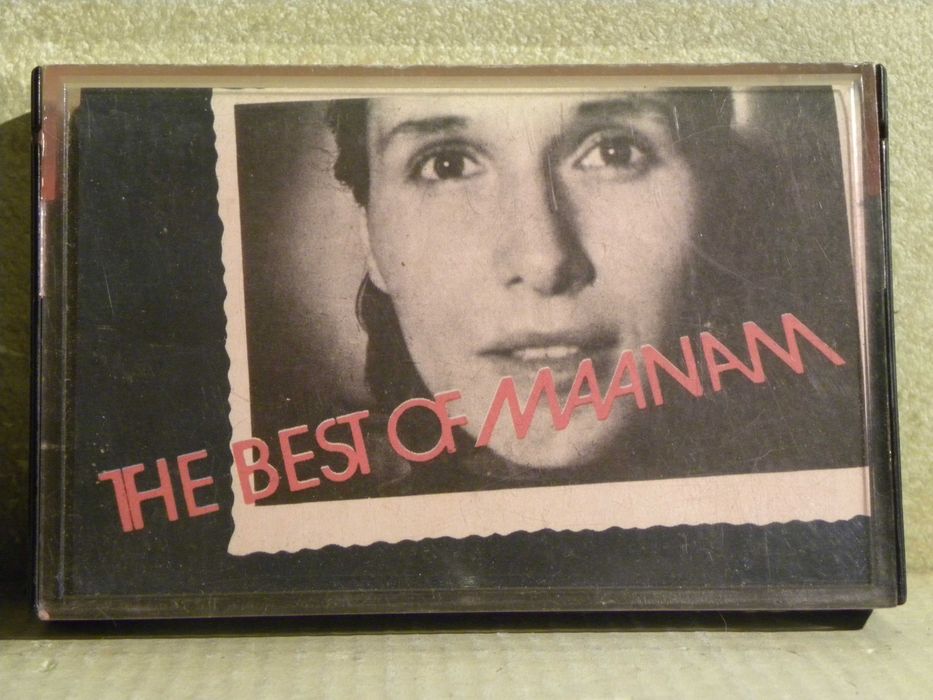 THE BEST OF MAANAM